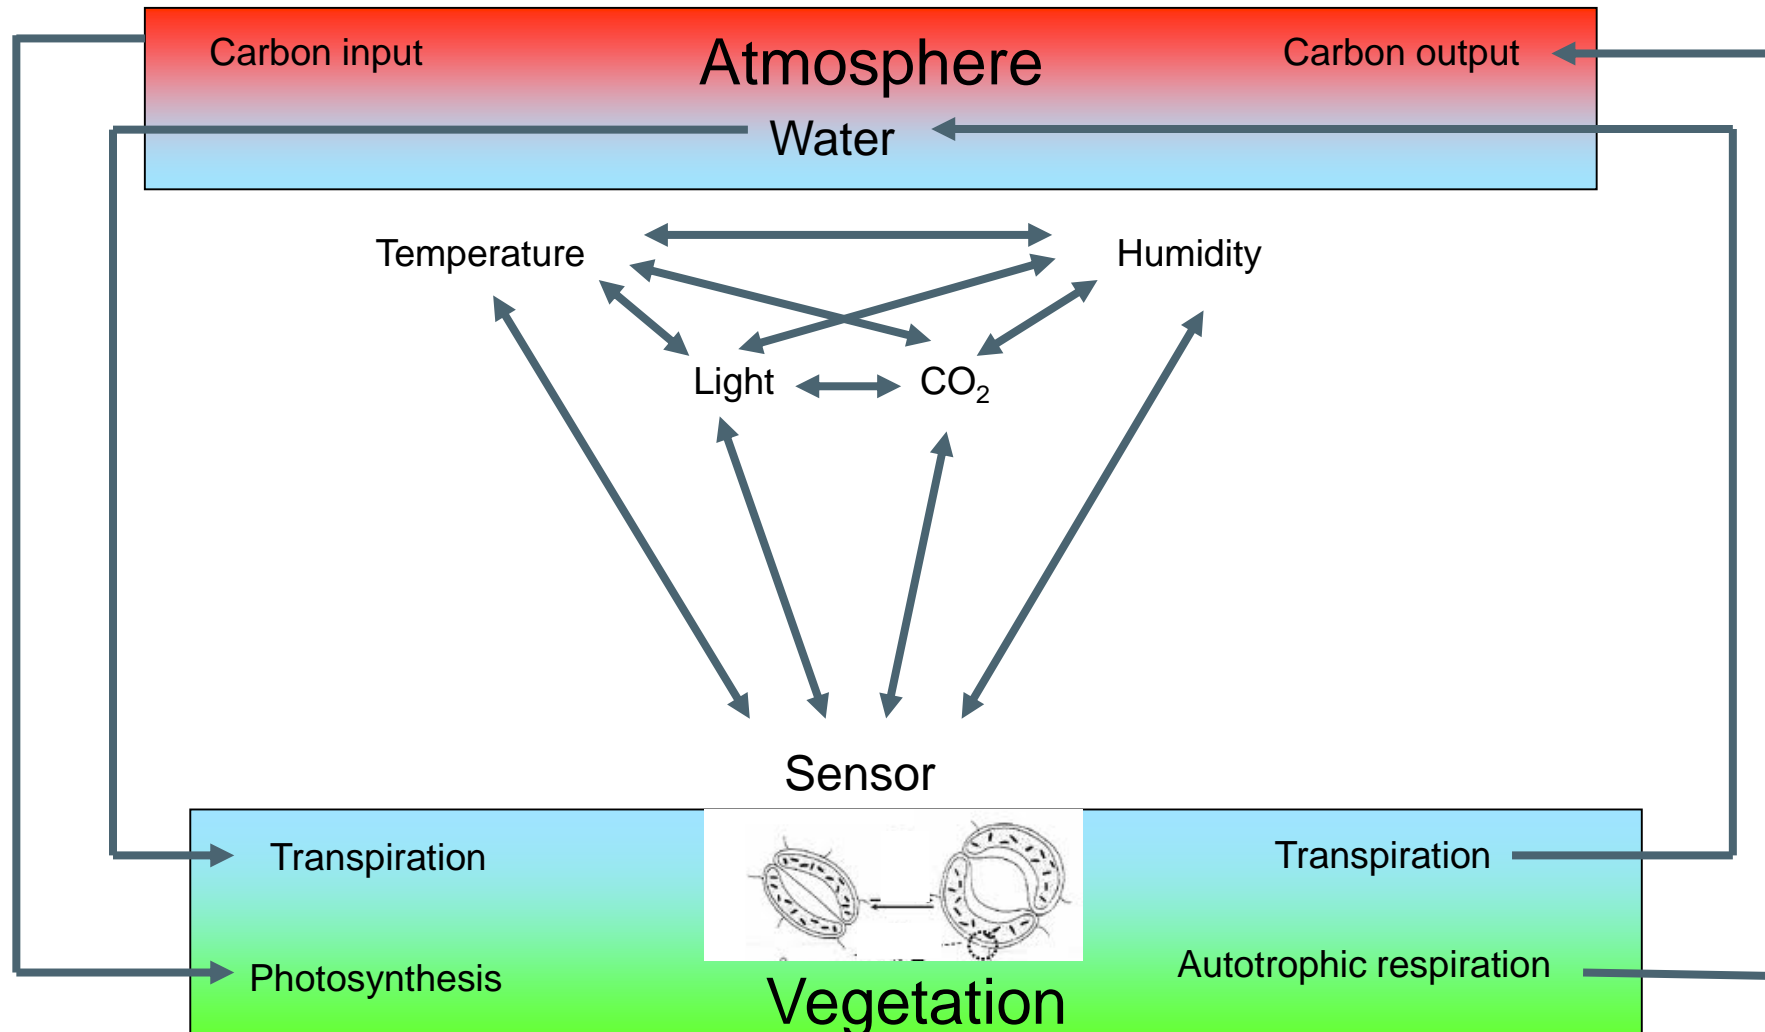 Carbon input
Atmosphere
Carbon output
Water
Temperature
Humidity
Light
CO₂
Sensor
Transpiration
Transpiration
Photosynthesis
Autotrophic respiration
Vegetation